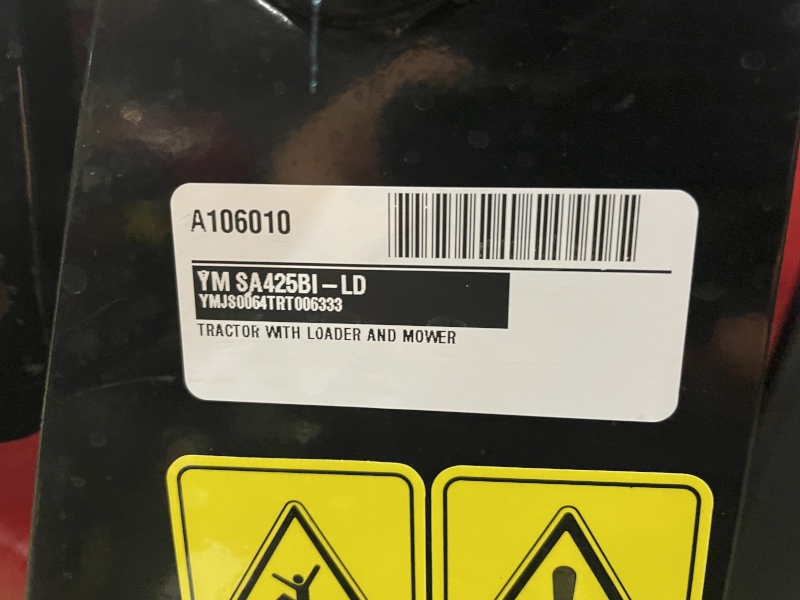 A106010
YM SA425BI-LD
YMJS0064TRT006333
TRACTOR WITH LOADER AND MOWER